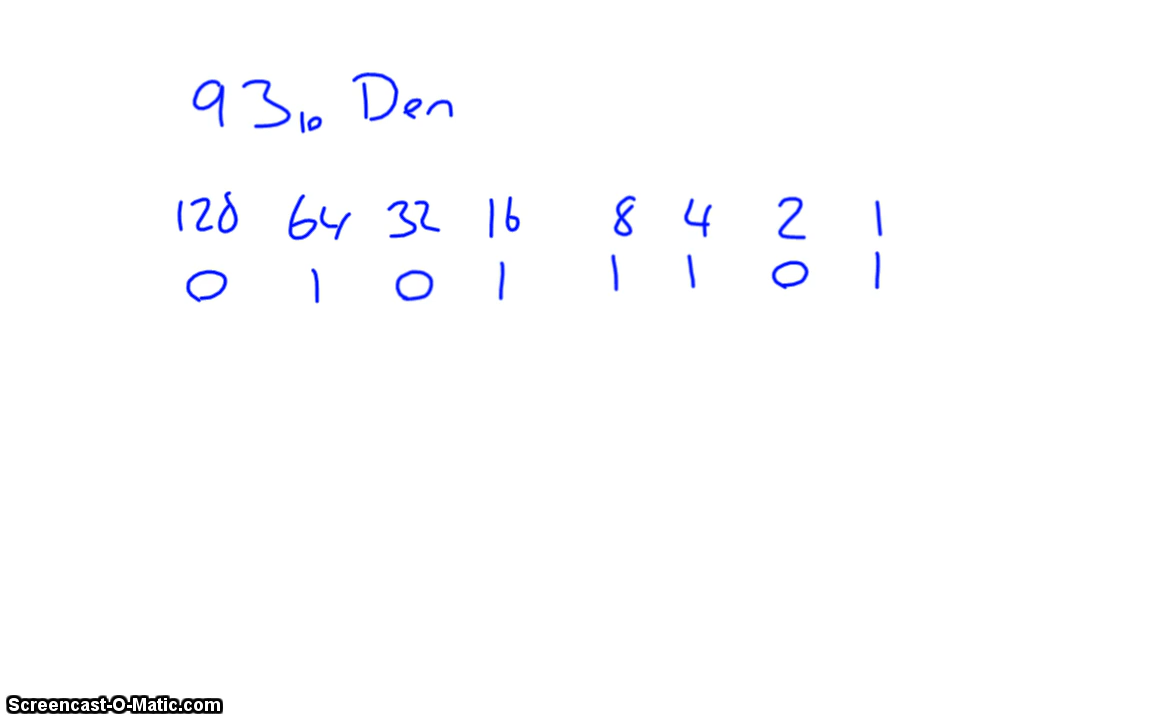 93₁₀ Den
128 64 32 16 8 4 2 1
0 1 0 1 1 1 0 1
Screencast-O-Matic.com